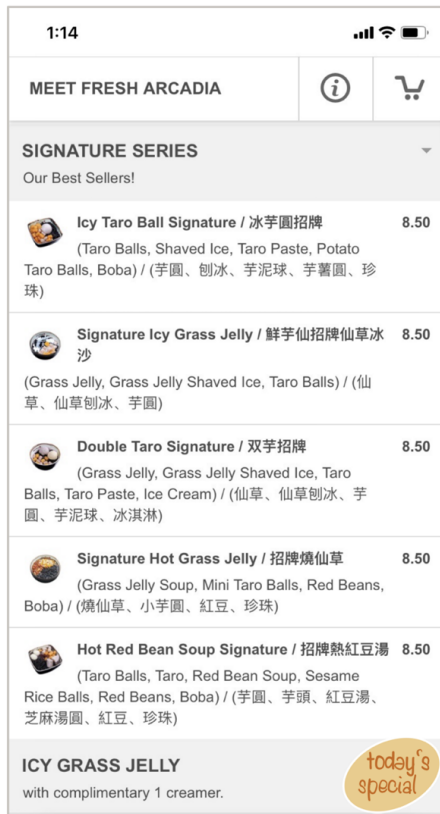 1:14
MEET FRESH ARCADIA
SIGNATURE SERIES
Our Best Sellers!
Icy Taro Ball Signature / 冰芋圓招牌 8.50
(Taro Balls, Shaved Ice, Taro Paste, Potato
Taro Balls, Boba) / (芋圓、刨冰、芋泥球、芋薯圓、珍
珠)
Signature Icy Grass Jelly / 鮮芋仙招牌仙草冰 8.50
沙
(Grass Jelly, Grass Jelly Shaved Ice, Taro Balls) / (仙
草、仙草刨冰、芋圓)
Double Taro Signature / 双芋招牌 8.50
(Grass Jelly, Grass Jelly Shaved Ice, Taro
Balls, Taro Paste, Ice Cream) / (仙草、仙草刨冰、芋
圓、芋泥球、冰淇淋)
Signature Hot Grass Jelly / 招牌燒仙草 8.50
(Grass Jelly Soup, Mini Taro Balls, Red Beans,
Boba) / (燒仙草、小芋圓、紅豆、珍珠)
Hot Red Bean Soup Signature / 招牌熱紅豆湯 8.50
(Taro Balls, Taro, Red Bean Soup, Sesame
Rice Balls, Red Beans, Boba) / (芋圓、芋頭、紅豆湯、
芝麻湯圓、紅豆、珍珠)
ICY GRASS JELLY
with complimentary 1 creamer.
today's
special